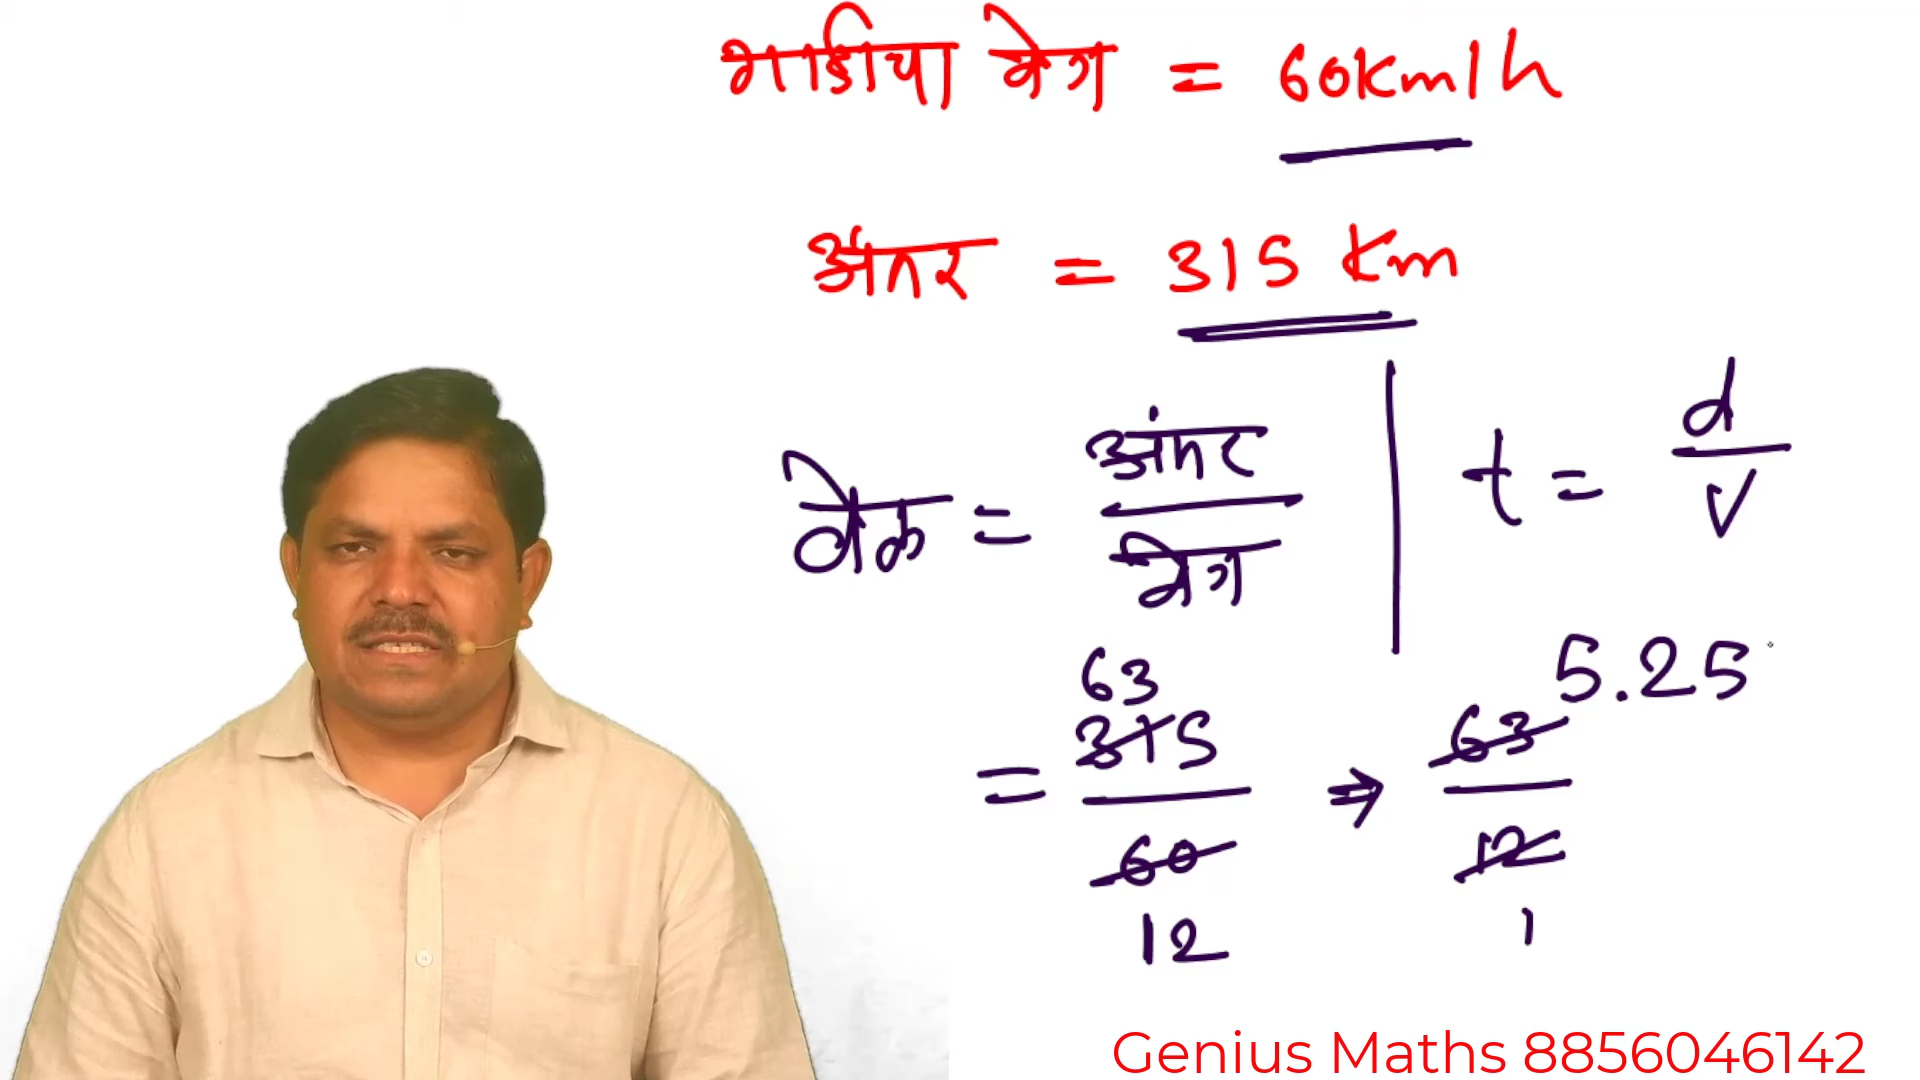 गाडीचा वेग = 60km/h
अंतर = 315 km
वेळ = अंतर / वेग | t = d / v
= 315 / 60 ⇒ 63 / 12 5.25
63
12
1
Genius Maths 8856046142